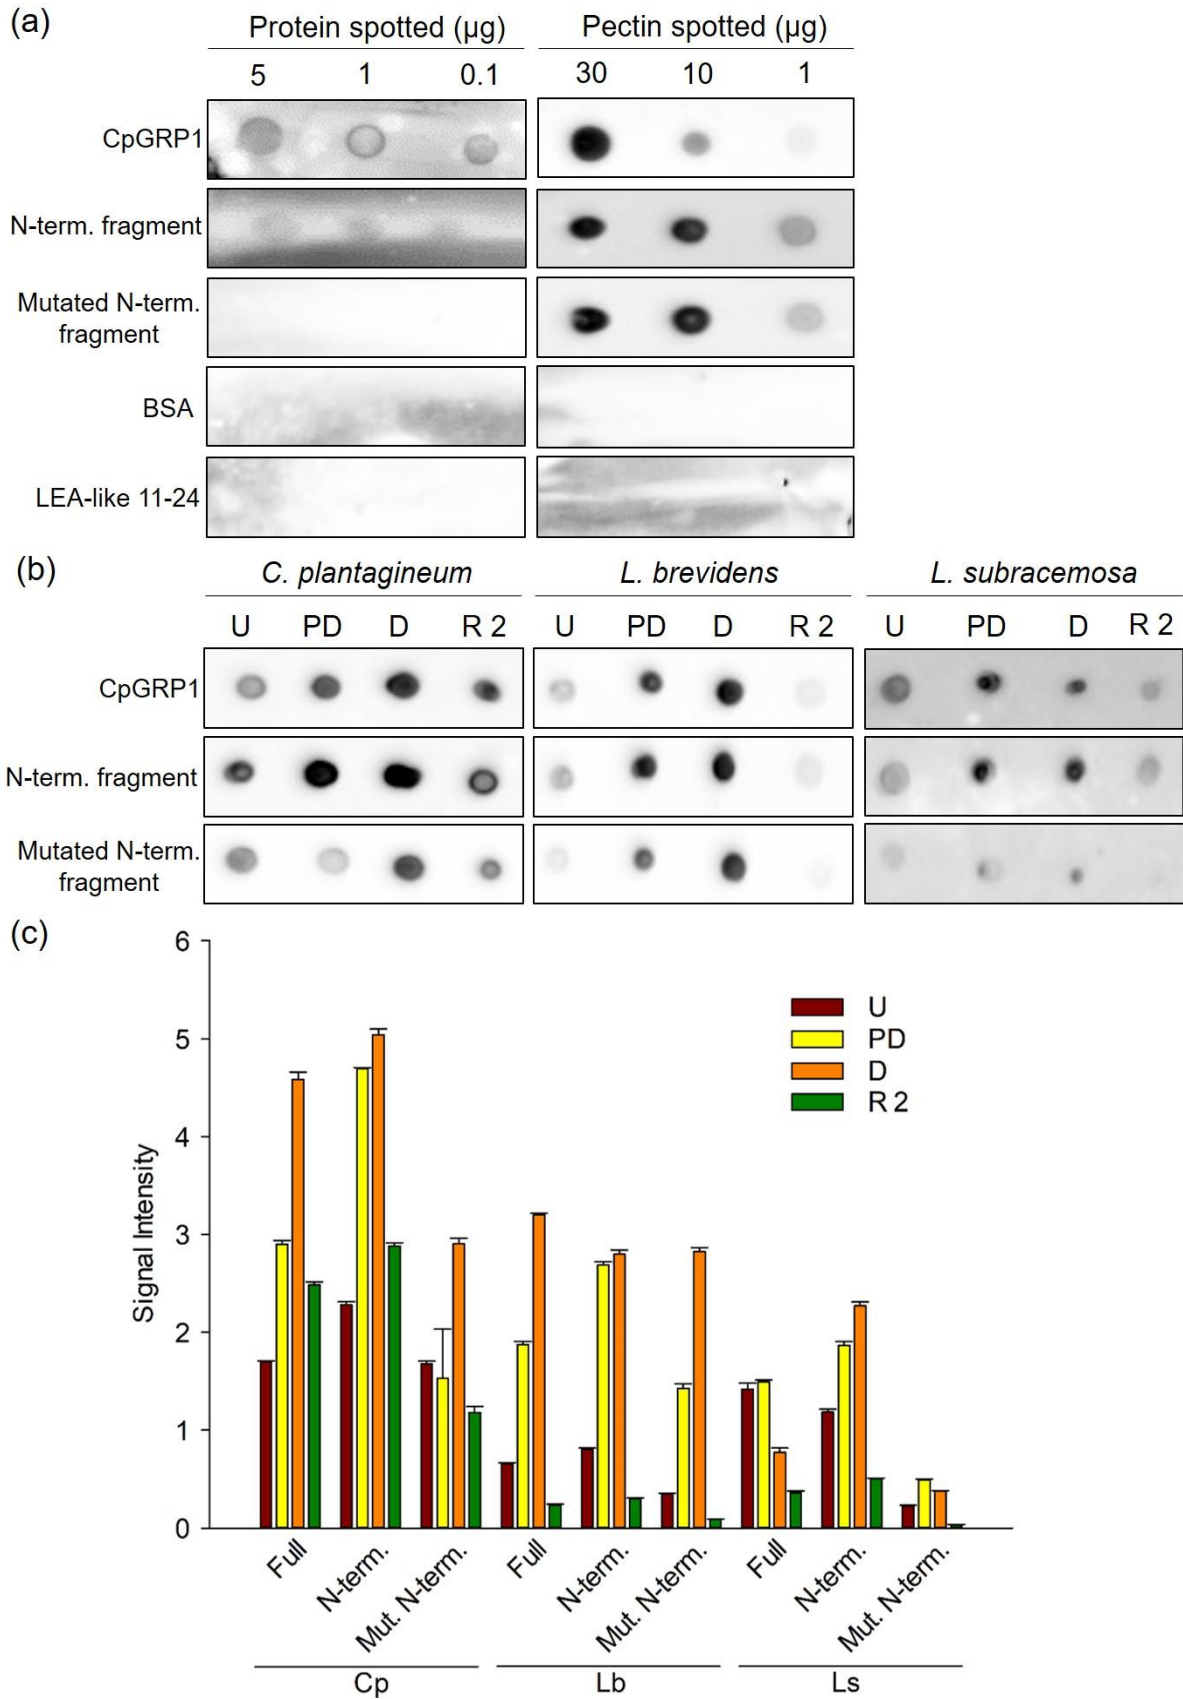 (a)
Protein spotted (µg)
Pectin spotted (µg)
5 1 0.1
30 10 1
CpGRP1
N-term. fragment
Mutated N-term.
fragment
BSA
LEA-like 11-24
(b)
C. plantagineum
L. brevidens
L. subracemosa
U PD D R 2
U PD D R 2
U PD D R 2
CpGRP1
N-term. fragment
Mutated N-term.
fragment
(c)
6
5
4
3
2
1
0
Signal Intensity
U
PD
D
R 2
Full
N-term.
Mut. N-term.
Full
N-term.
Mut. N-term.
Full
N-term.
Mut. N-term.
Cp
Lb
Ls